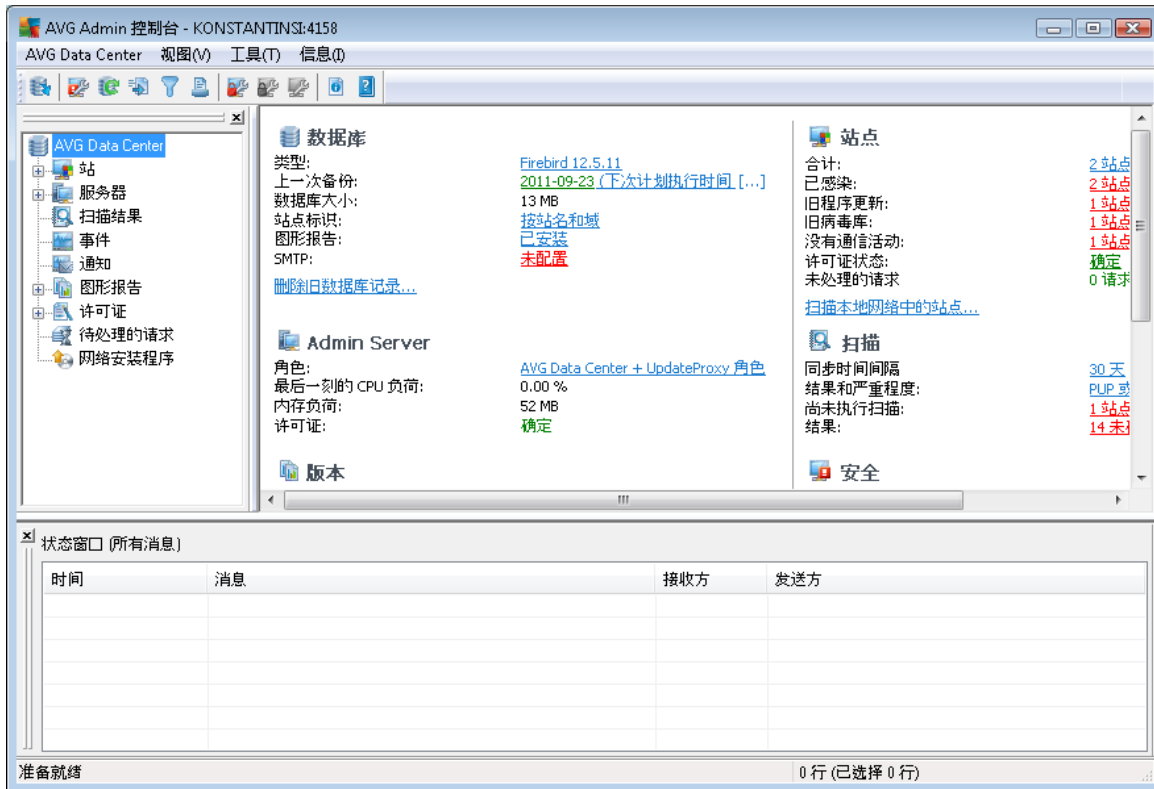 AVG Admin 控制台 - KONSTANTINSI:4158
AVG Data Center 视图(V) 工具(T) 信息(I)
AVG Data Center
站
服务器
扫描结果
事件
通知
图形报告
许可证
待处理的请求
网络安装程序
数据库
类型: Firebird 12.5.11
上一次备份: 2011-09-23 (下次计划执行时间 [...]
数据库大小: 13 MB
站点标识: 按站名和域
图形报告: 已安装
SMTP: 未配置
删除旧数据库记录...
Admin Server
角色: AVG Data Center + UpdateProxy 角色
最后一刻的 CPU 负荷: 0.00 %
内存负荷: 52 MB
许可证: 确定
版本
站点
合计: 2 站点
已感染: 2 站点
旧程序更新: 1 站点
旧病毒库: 1 站点
没有通信活动: 1 站点
许可证状态: 确定
未处理的请求 0 请求
扫描本地网络中的站点...
扫描
同步时间间隔 30 天
结果和严重程度: PUP 或
尚未执行扫描: 1 站点
结果: 14 未
安全
状态窗口 (所有消息)
时间 消息 接收方 发送方
准备就绪 0 行 (已选择 0 行)